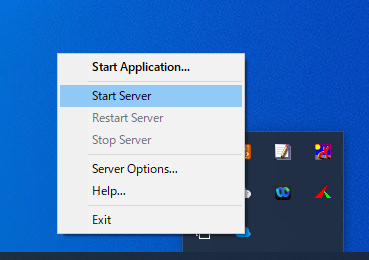 Start Application...
Start Server
Restart Server
Stop Server
Server Options...
Help...
Exit